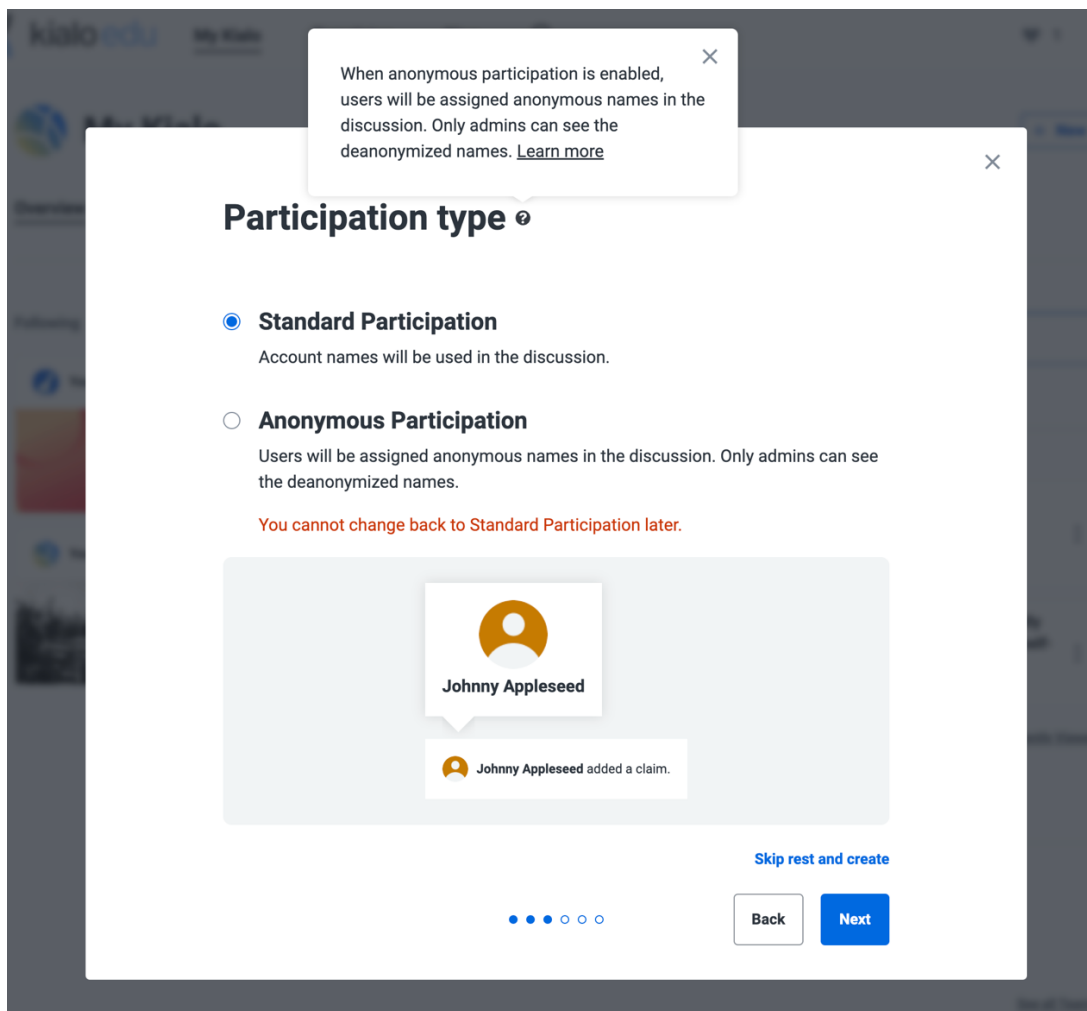 kialo edu
My Kialo
When anonymous participation is enabled,
users will be assigned anonymous names in the
discussion. Only admins can see the
deanonymized names. Learn more
My Kialo
Overview
Participation type
Following
Standard Participation
Account names will be used in the discussion.
Anonymous Participation
Users will be assigned anonymous names in the discussion. Only admins can see
the deanonymized names.
You cannot change back to Standard Participation later.
Johnny Appleseed
Johnny Appleseed added a claim.
Skip rest and create
Back
Next